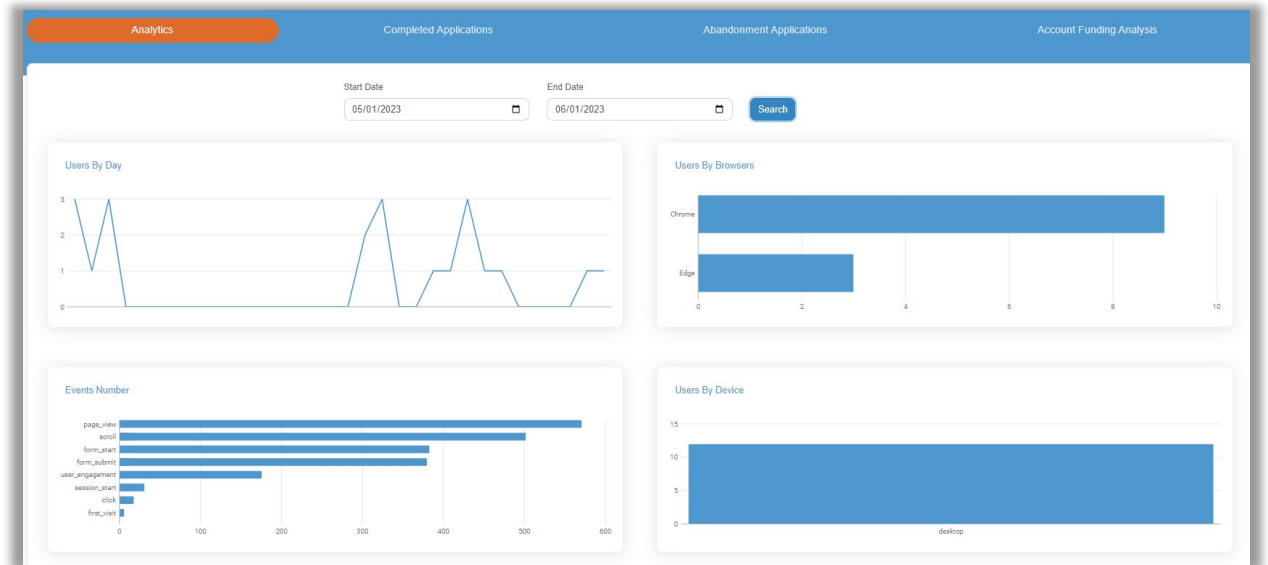 Analytics Completed Applications Abandonment Applications Account Funding Analysis
Start Date End Date
05/01/2023 06/01/2023 Search
Users By Day
3
2
1
0
Users By Browsers
Chrome
Edge
0 2 4 6 8 10
Events Number
page_view
scroll
form_start
form_submit
user_engagement
session_start
click
first_visit
0 100 200 300 400 500 600
Users By Device
15
10
5
0
desktop